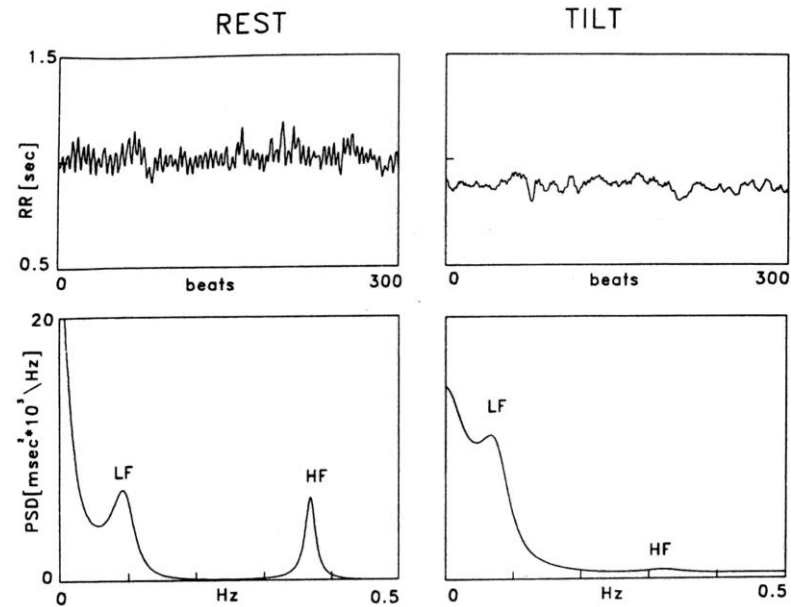 REST
TILT
1.5
RR [sec]
0.5
0 beats 300
0 beats 300
20
PSD[msec²*10³\Hz]
LF
HF
0
0 Hz 0.5
LF
HF
0 Hz 0.5